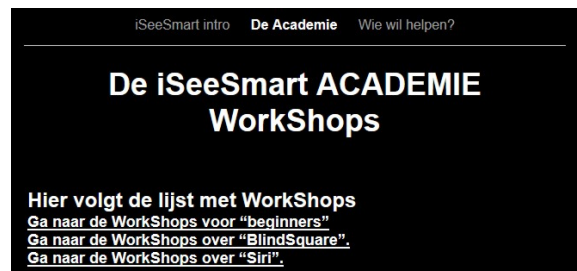 iSeeSmart intro De Academie Wie wil helpen?
De iSeeSmart ACADEMIE
WorkShops
Hier volgt de lijst met WorkShops
Ga naar de WorkShops voor “beginners”
Ga naar de WorkShops over “BlindSquare”.
Ga naar de WorkShops over “Siri”.